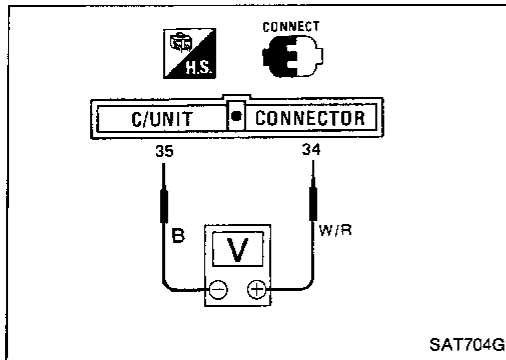 CONNECT
H.S.
C/UNIT CONNECTOR
35 34
B W/R
V
− +
SAT704G